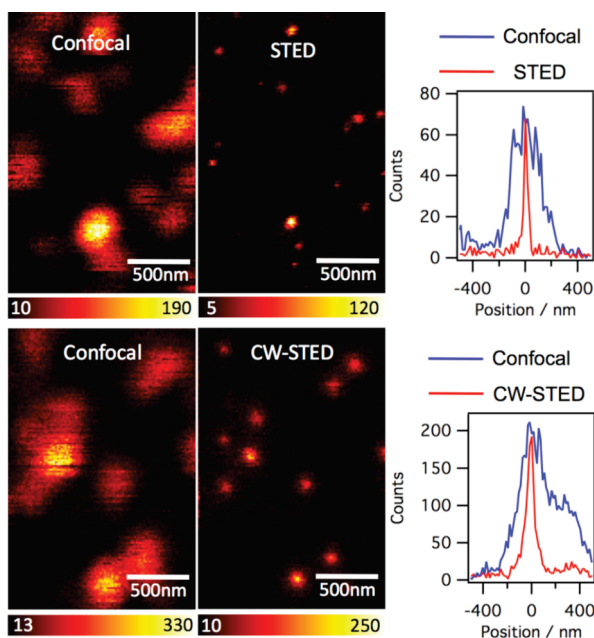 Confocal
STED
500nm
500nm
10
190
5
120
Confocal
STED
80
60
40
20
0
Counts
-400
0
400
Position / nm
Confocal
CW-STED
500nm
500nm
13
330
10
250
Confocal
CW-STED
200
150
100
50
0
Counts
-400
0
400
Position / nm